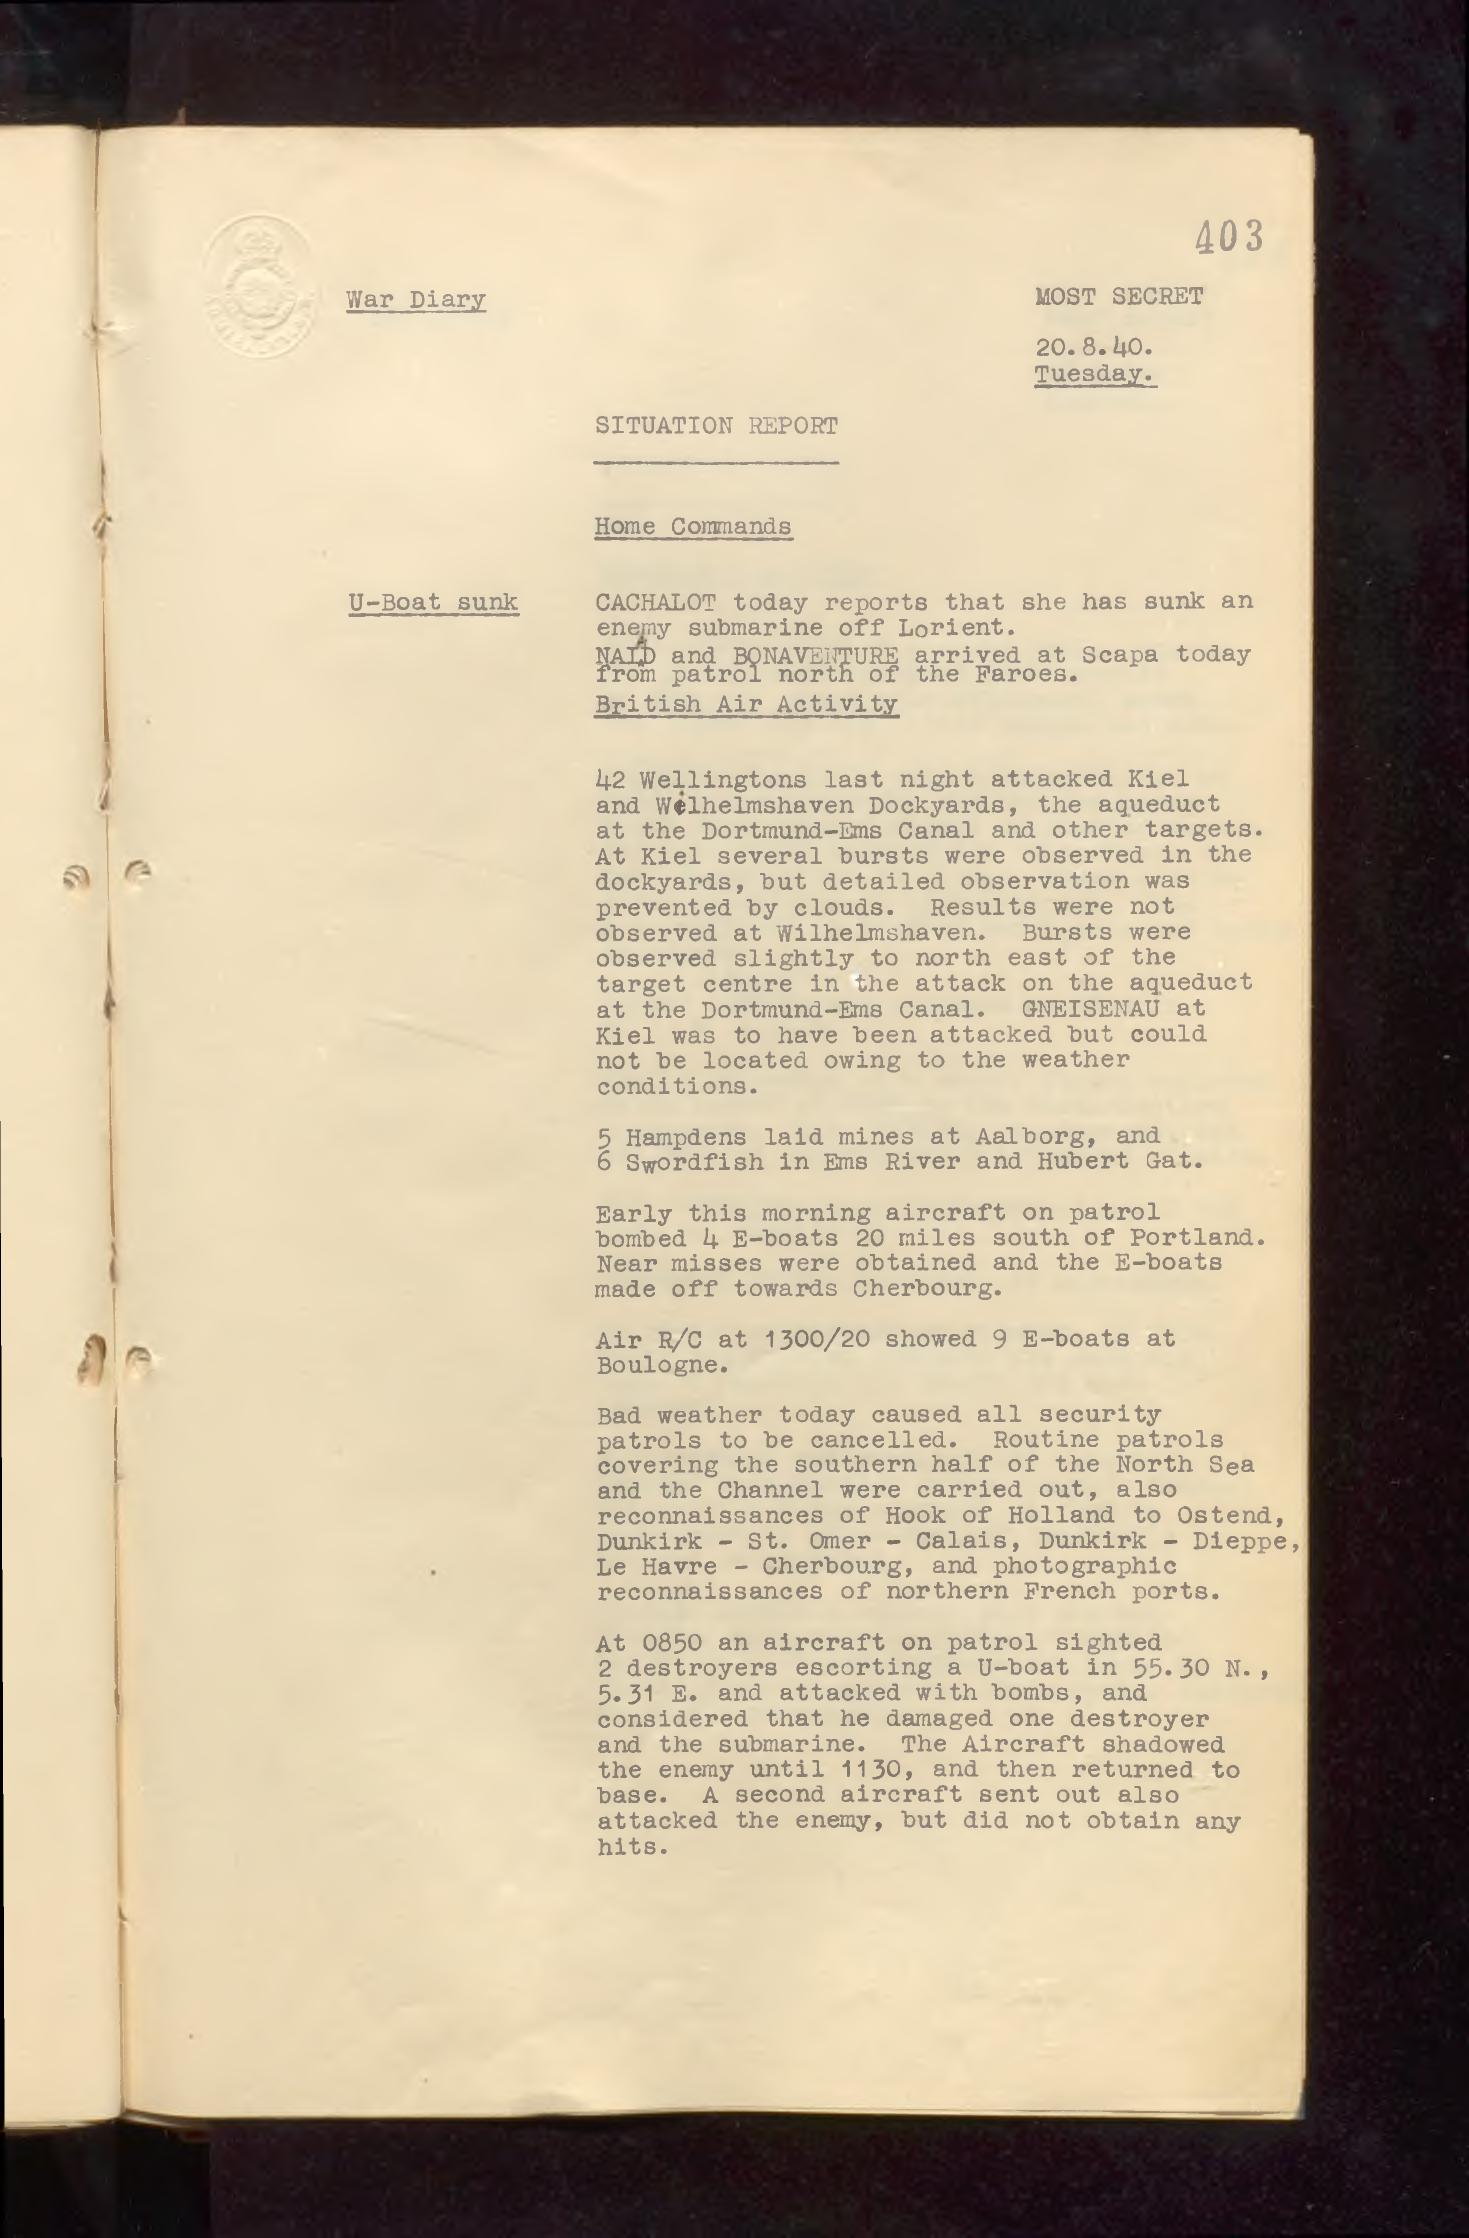 403
War Diary
MOST SECRET
20.8.40.
Tuesday.
SITUATION REPORT
Home Commands
U-Boat sunk
CACHALOT today reports that she has sunk an
enemy submarine off Lorient.
NAIAD and BONAVENTURE arrived at Scapa today
from patrol north of the Faroes.
British Air Activity
42 Wellingtons last night attacked Kiel
and Wilhelmshaven Dockyards, the aqueduct
at the Dortmund-Ems Canal and other targets.
At Kiel several bursts were observed in the
dockyards, but detailed observation was
prevented by clouds. Results were not
observed at Wilhelmshaven. Bursts were
observed slightly to north east of the
target centre in the attack on the aqueduct
at the Dortmund-Ems Canal. GNEISENAU at
Kiel was to have been attacked but could
not be located owing to the weather
conditions.
5 Hampdens laid mines at Aalborg, and
6 Swordfish in Ems River and Hubert Gat.
Early this morning aircraft on patrol
bombed 4 E-boats 20 miles south of Portland.
Near misses were obtained and the E-boats
made off towards Cherbourg.
Air R/C at 1300/20 showed 9 E-boats at
Boulogne.
Bad weather today caused all security
patrols to be cancelled. Routine patrols
covering the southern half of the North Sea
and the Channel were carried out, also
reconnaissances of Hook of Holland to Ostend,
Dunkirk - St. Omer - Calais, Dunkirk - Dieppe,
Le Havre - Cherbourg, and photographic
reconnaissances of northern French ports.
At 0850 an aircraft on patrol sighted
2 destroyers escorting a U-boat in 55.30 N.,
5.31 E. and attacked with bombs, and
considered that he damaged one destroyer
and the submarine. The Aircraft shadowed
the enemy until 1130, and then returned to
base. A second aircraft sent out also
attacked the enemy, but did not obtain any
hits.